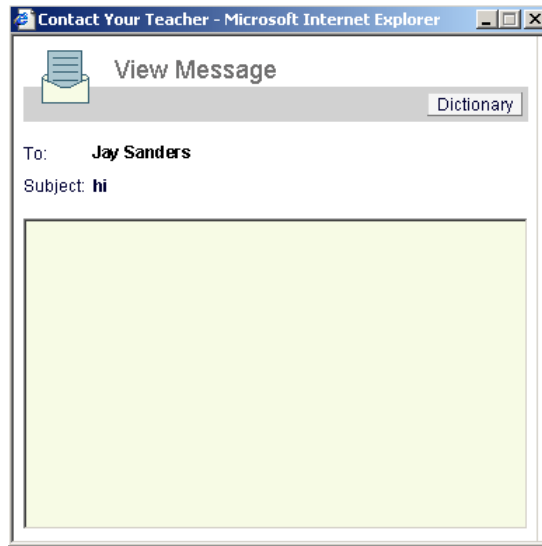 Contact Your Teacher - Microsoft Internet Explorer
View Message
Dictionary
To: Jay Sanders
Subject: hi